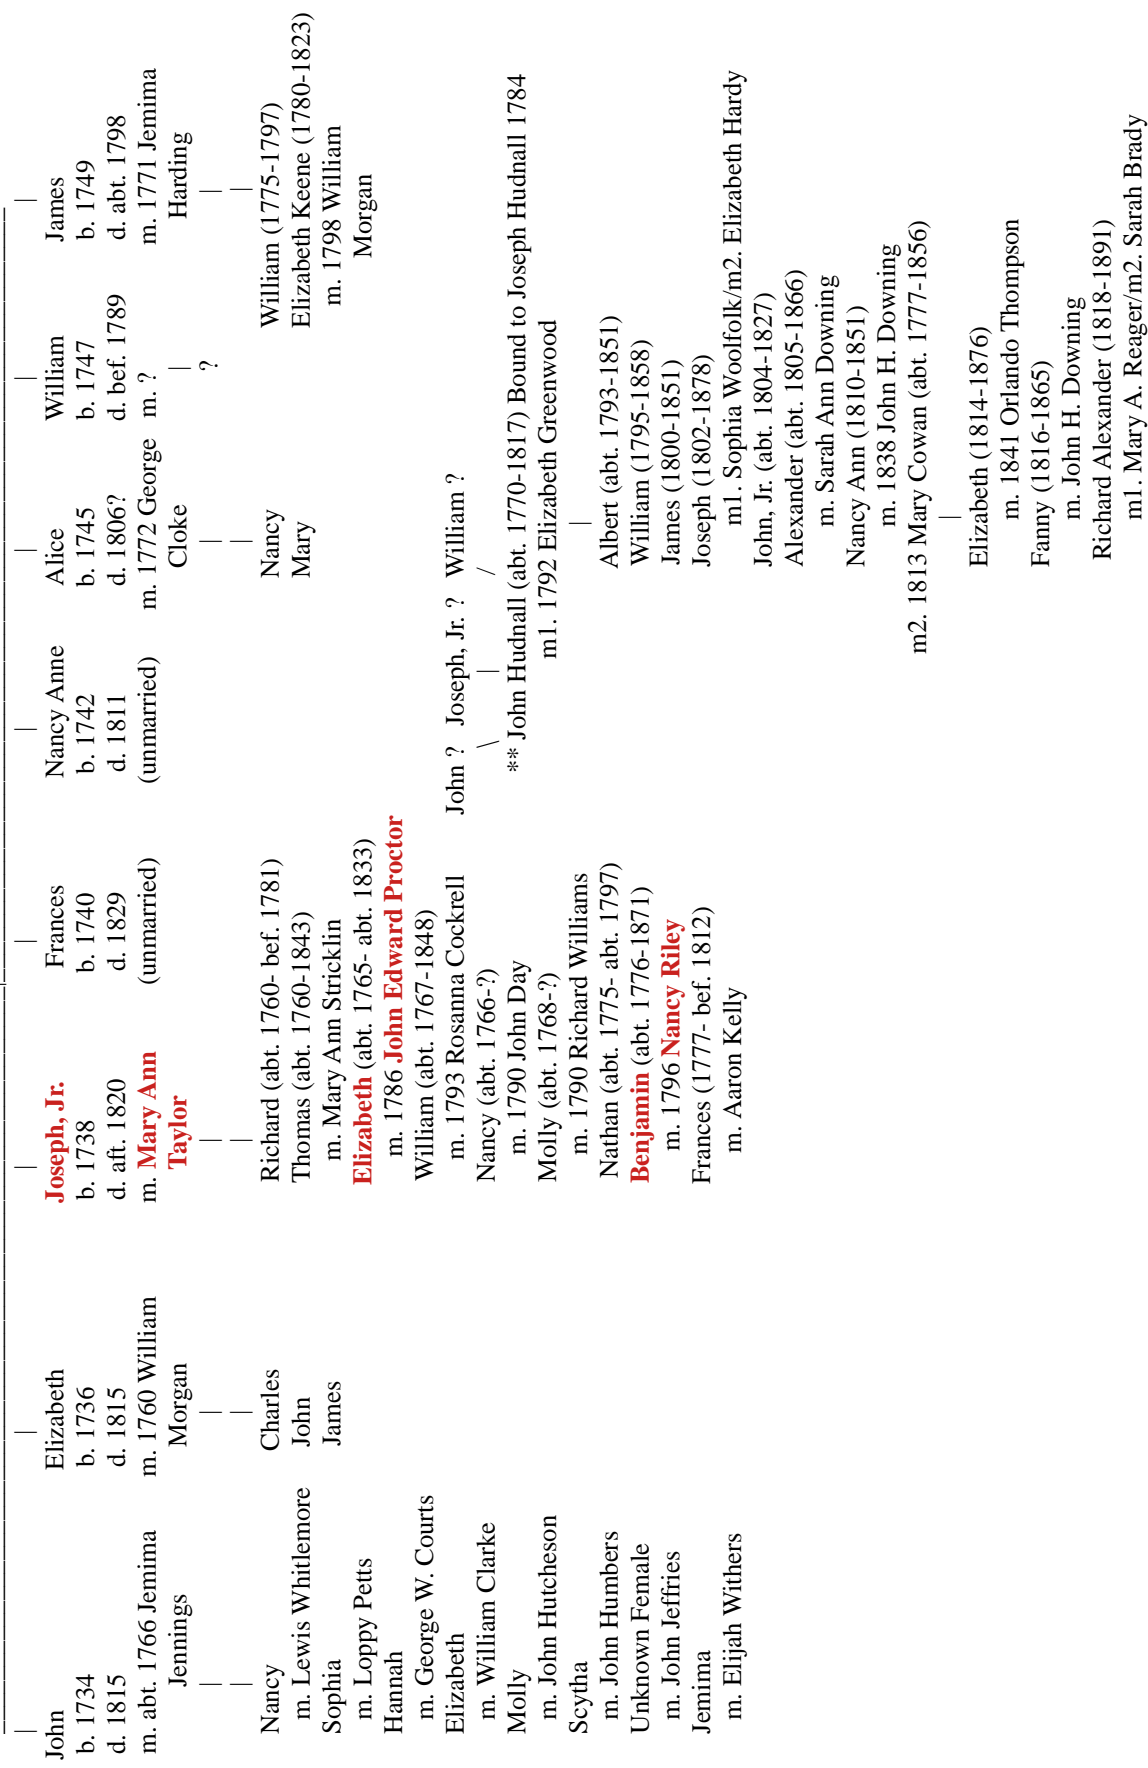 John
b. 1734
d. 1815
m. abt. 1766 Jemima
Jennings
Nancy
m. Lewis Whitlemore
Sophia
m. Loppy Petts
Hannah
m. George W. Courts
Elizabeth
m. William Clarke
Molly
m. John Hutcheson
Scytha
m. John Humbers
Unknown Female
m. John Jeffries
Jemima
m. Elijah Withers
Elizabeth
b. 1736
d. 1815
m. 1760 William
Morgan
Charles
John
James
Joseph, Jr.
b. 1738
d. aft. 1820
m. Mary Ann
Taylor
Richard (abt. 1760- bef. 1781)
Thomas (abt. 1760-1843)
m. Mary Ann Stricklin
Elizabeth (abt. 1765- abt. 1833)
m. 1786 John Edward Proctor
William (abt. 1767-1848)
m. 1793 Rosanna Cockrell
Nancy (abt. 1766-?)
m. 1790 John Day
Molly (abt. 1768-?)
m. 1790 Richard Williams
Nathan (abt. 1775- abt. 1797)
Benjamin (abt. 1776-1871)
m. 1796 Nancy Riley
Frances (1777- bef. 1812)
m. Aaron Kelly
Frances
b. 1740
d. 1829
(unmarried)
Nancy Anne
b. 1742
d. 1811
(unmarried)
Alice
b. 1745
d. 1806?
m. 1772 George
Cloke
Nancy
Mary
William
b. 1747
d. bef. 1789
m. ?
?
James
b. 1749
d. abt. 1798
m. 1771 Jemima
Harding
William (1775-1797)
Elizabeth Keene (1780-1823)
m. 1798 William
Morgan
John ? Joseph, Jr. ? William ?
** John Hudnall (abt. 1770-1817) Bound to Joseph Hudnall 1784
m1. 1792 Elizabeth Greenwood
Albert (abt. 1793-1851)
William (1795-1858)
James (1800-1851)
Joseph (1802-1878)
m1. Sophia Woolfolk/m2. Elizabeth Hardy
John, Jr. (abt. 1804-1827)
Alexander (abt. 1805-1866)
m. Sarah Ann Downing
Nancy Ann (1810-1851)
m. 1838 John H. Downing
m2. 1813 Mary Cowan (abt. 1777-1856)
Elizabeth (1814-1876)
m. 1841 Orlando Thompson
Fanny (1816-1865)
m. John H. Downing
Richard Alexander (1818-1891)
m1. Mary A. Reager/m2. Sarah Brady